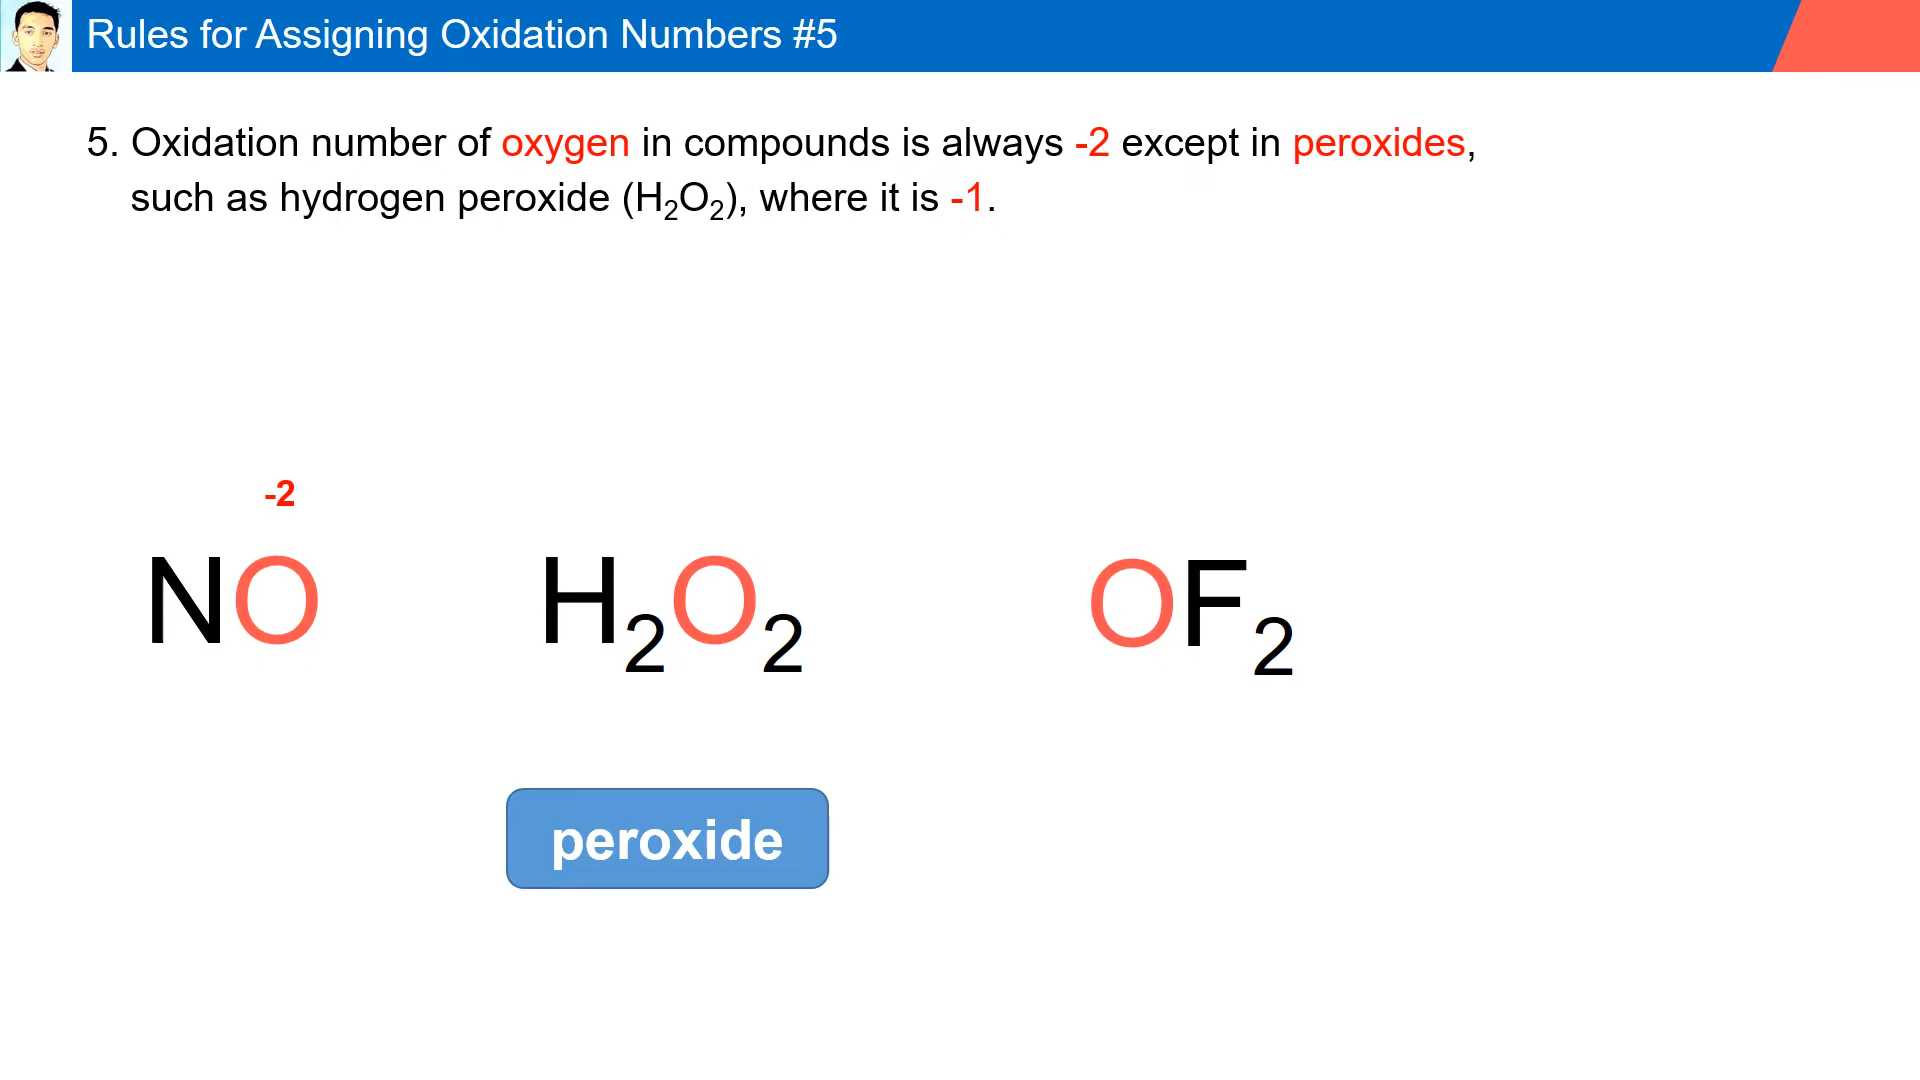 Rules for Assigning Oxidation Numbers #5
5. Oxidation number of oxygen in compounds is always -2 except in peroxides,
such as hydrogen peroxide (H₂O₂), where it is -1.
-2
NO H₂O₂ OF₂
peroxide